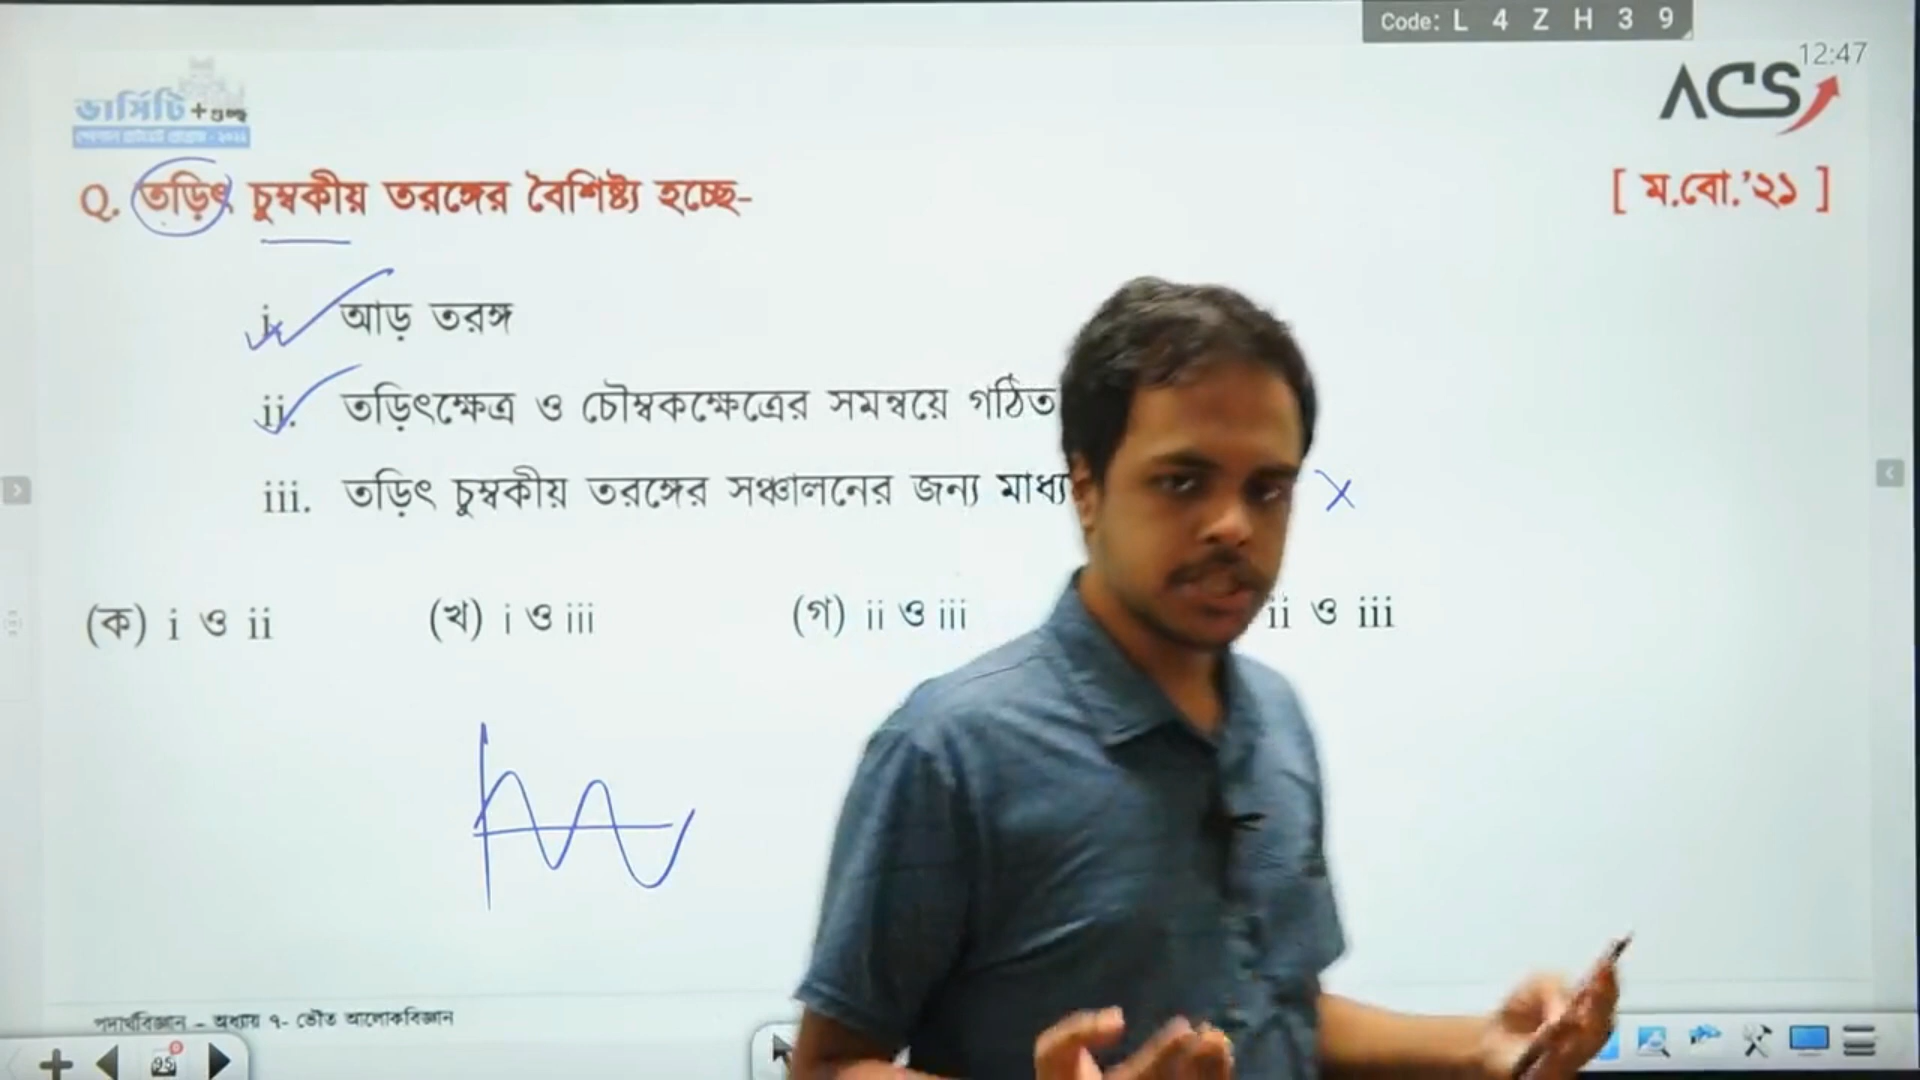 Code: L 4 Z H 3 9
12:47
ভার্সিটি +
ACS
Q. তড়িৎ চুম্বকীয় তরঙ্গের বৈশিষ্ট্য হচ্ছে-
[ ম.বো.'২১ ]
i. আড় তরঙ্গ
ii. তড়িৎক্ষেত্র ও চৌম্বকক্ষেত্রের সমন্বয়ে গঠিত
iii. তড়িৎ চুম্বকীয় তরঙ্গের সঞ্চালনের জন্য
(ক) i ও ii (খ) i ও iii (গ) ii ও iii ii ও iii
পদার্থবিজ্ঞান – অধ্যায় ৭- ভৌত আলোকবিজ্ঞান
95